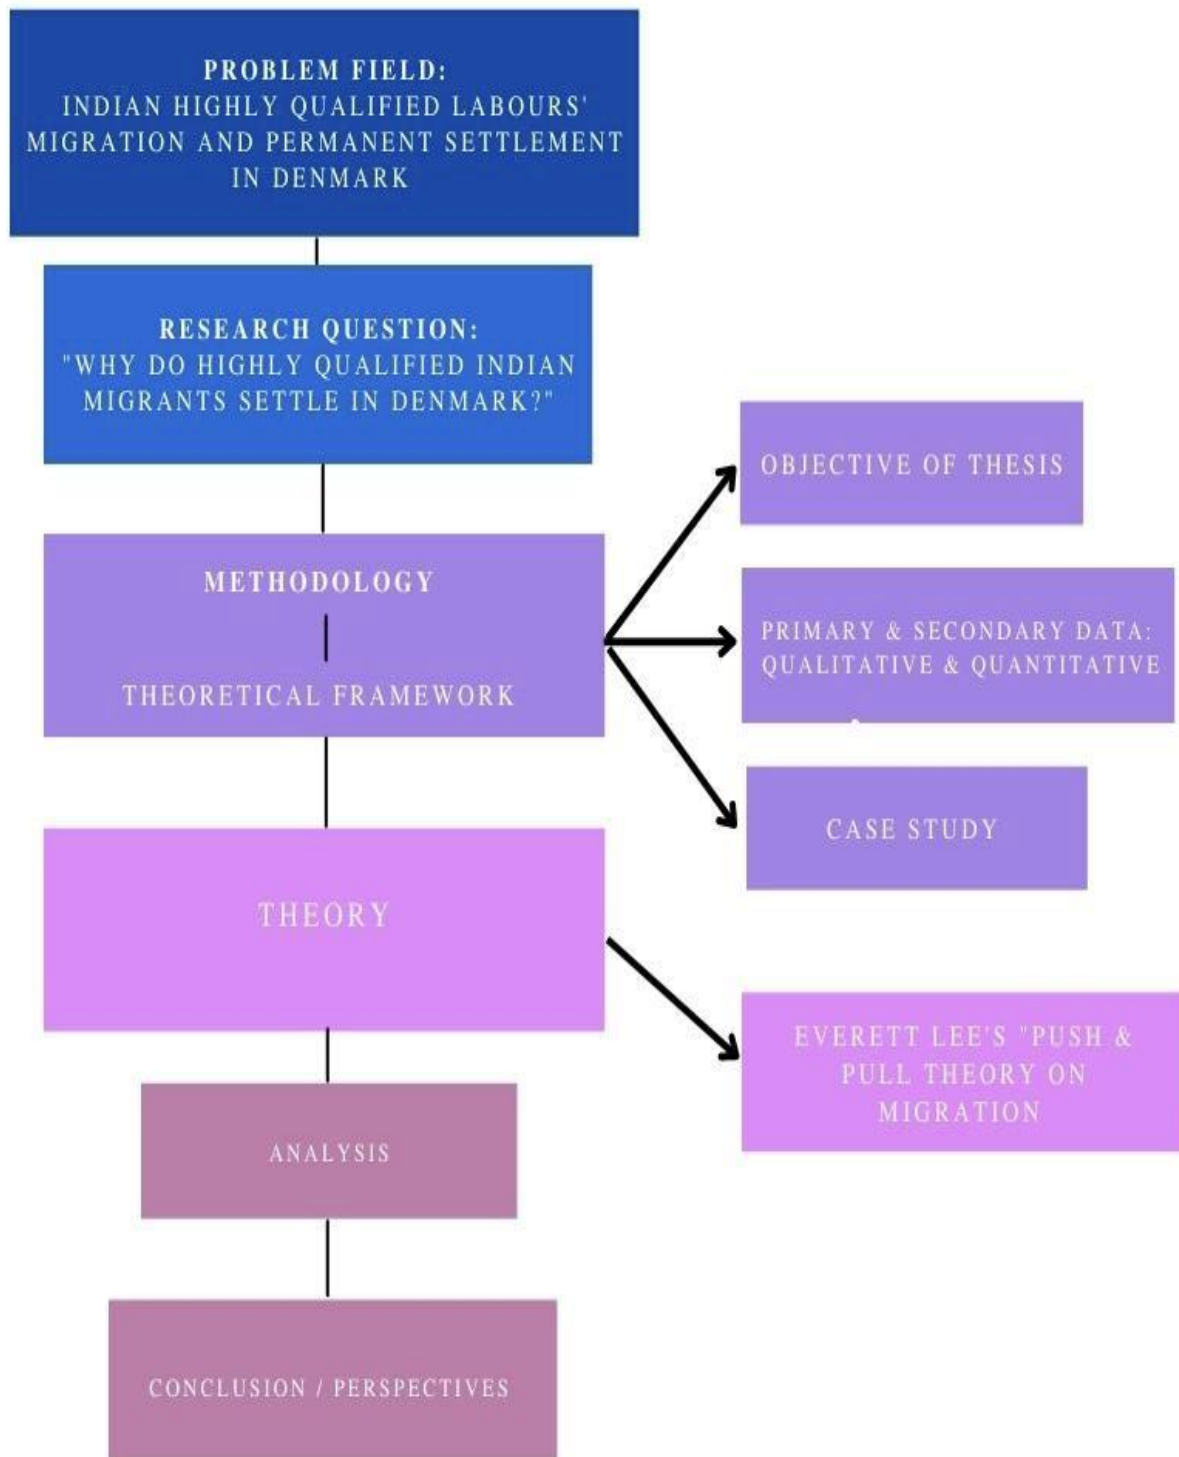 PROBLEM FIELD:
INDIAN HIGHLY QUALIFIED LABOURS'
MIGRATION AND PERMANENT SETTLEMENT
IN DENMARK
RESEARCH QUESTION:
"WHY DO HIGHLY QUALIFIED INDIAN
MIGRANTS SETTLE IN DENMARK?"
METHODOLOGY
THEORETICAL FRAMEWORK
OBJECTIVE OF THESIS
PRIMARY & SECONDARY DATA:
QUALITATIVE & QUANTITATIVE
CASE STUDY
THEORY
EVERETT LEE'S "PUSH &
PULL THEORY ON
MIGRATION
ANALYSIS
CONCLUSION / PERSPECTIVES